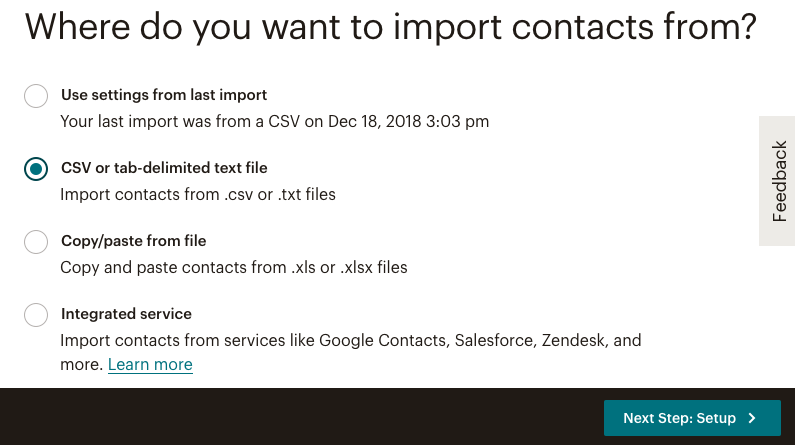 Where do you want to import contacts from?
Use settings from last import
Your last import was from a CSV on Dec 18, 2018 3:03 pm
CSV or tab-delimited text file
Import contacts from .csv or .txt files
Copy/paste from file
Copy and paste contacts from .xls or .xlsx files
Integrated service
Import contacts from services like Google Contacts, Salesforce, Zendesk, and
more. Learn more
Feedback
Next Step: Setup